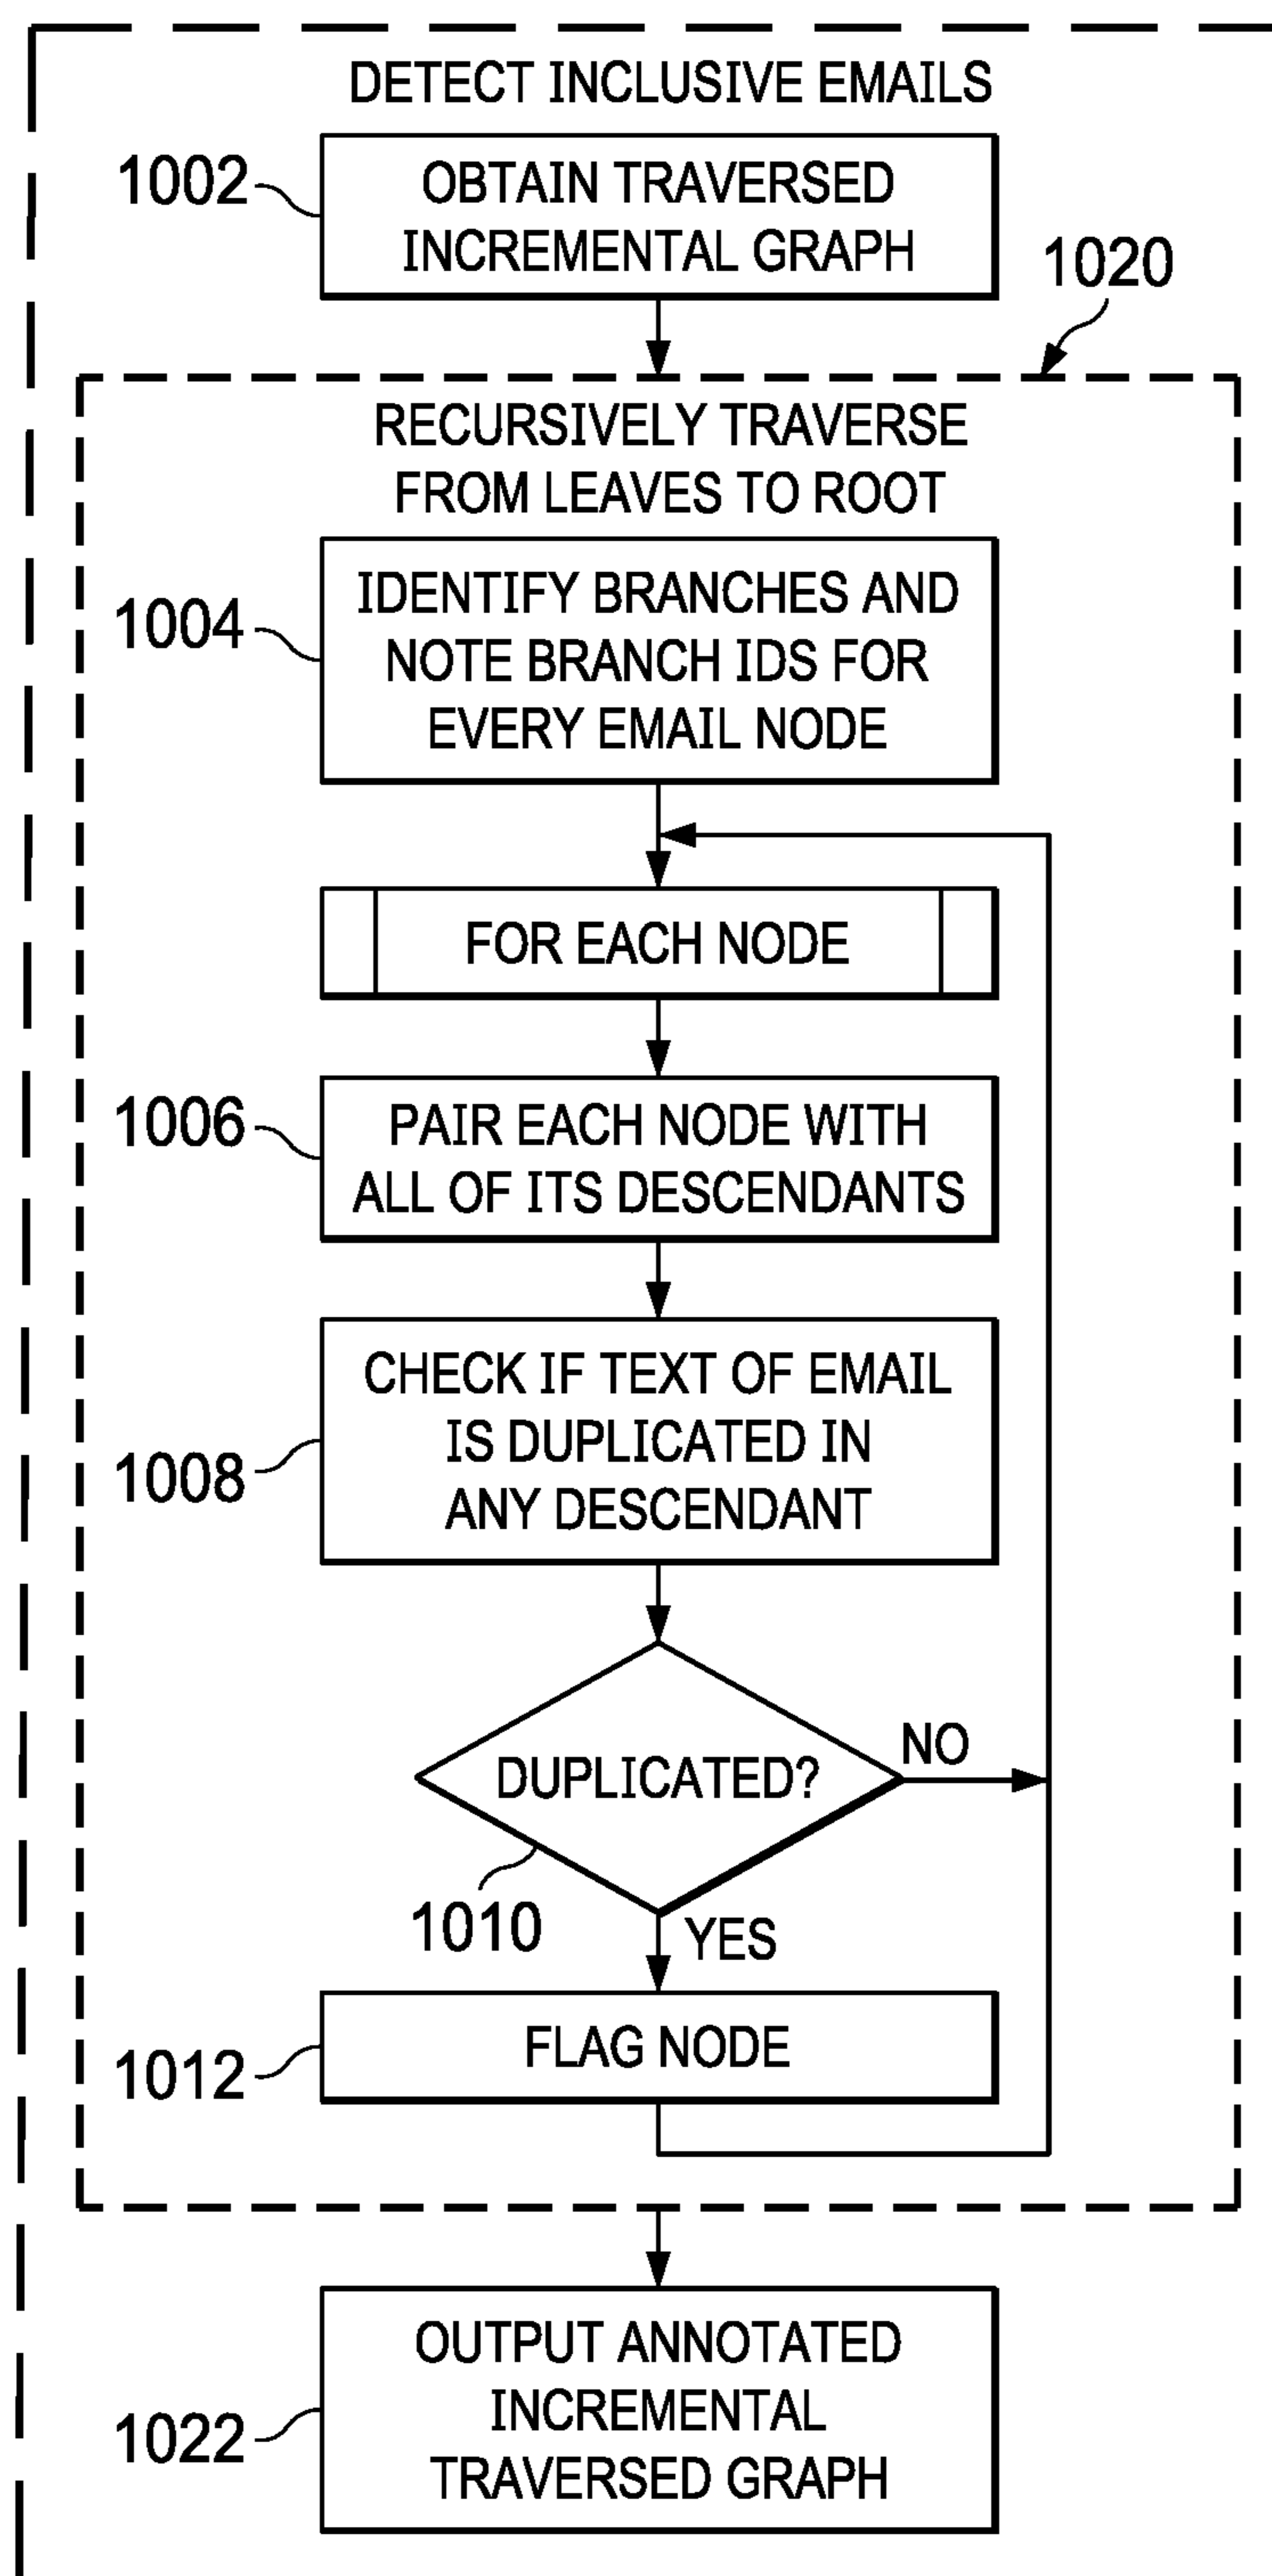 DETECT INCLUSIVE EMAILS
1002
OBTAIN TRAVERSED
INCREMENTAL GRAPH
1020
RECURSIVELY TRAVERSE
FROM LEAVES TO ROOT
1004
IDENTIFY BRANCHES AND
NOTE BRANCH IDS FOR
EVERY EMAIL NODE
FOR EACH NODE
1006
PAIR EACH NODE WITH
ALL OF ITS DESCENDANTS
1008
CHECK IF TEXT OF EMAIL
IS DUPLICATED IN
ANY DESCENDANT
DUPLICATED?
NO
1010
YES
1012
FLAG NODE
1022
OUTPUT ANNOTATED
INCREMENTAL
TRAVERSED GRAPH